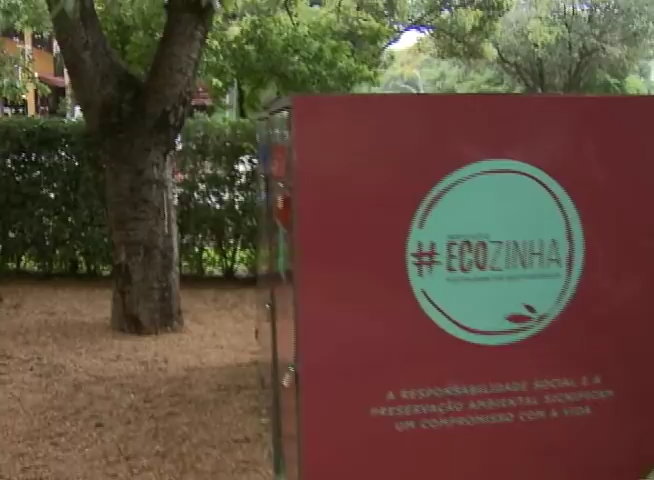 #ECOZINHA
A RESPONSABILIDADE SOCIAL E A
PRESERVAÇÃO AMBIENTAL SIGNIFICAM
UM COMPROMISSO COM A VIDA